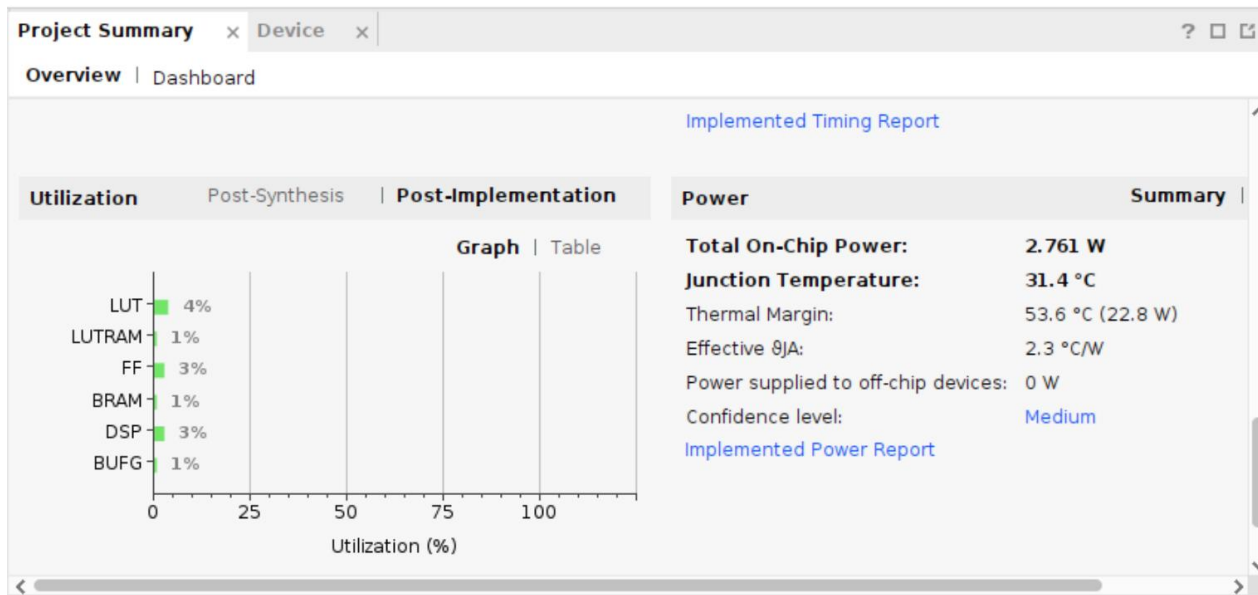 Project Summary × Device ×
? 
Overview | Dashboard
Implemented Timing Report
Utilization Post-Synthesis | Post-Implementation
Graph | Table
LUT 4%
LUTRAM 1%
FF 3%
BRAM 1%
DSP 3%
BUFG 1%
0 25 50 75 100
Utilization (%)
Power Summary |
Total On-Chip Power: 2.761 W
Junction Temperature: 31.4 °C
Thermal Margin: 53.6 °C (22.8 W)
Effective ϑJA: 2.3 °C/W
Power supplied to off-chip devices: 0 W
Confidence level: Medium
Implemented Power Report